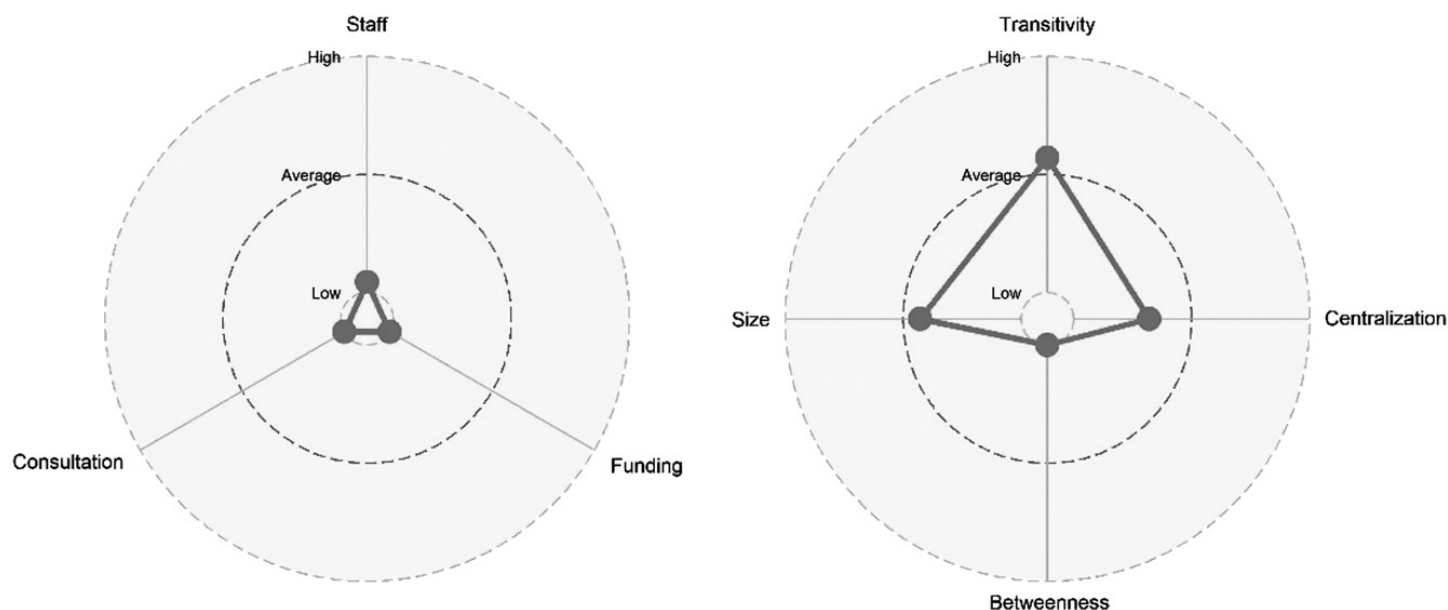 Staff
High
Average
Low
Consultation
Funding
Transitivity
High
Average
Low
Size
Centralization
Betweenness